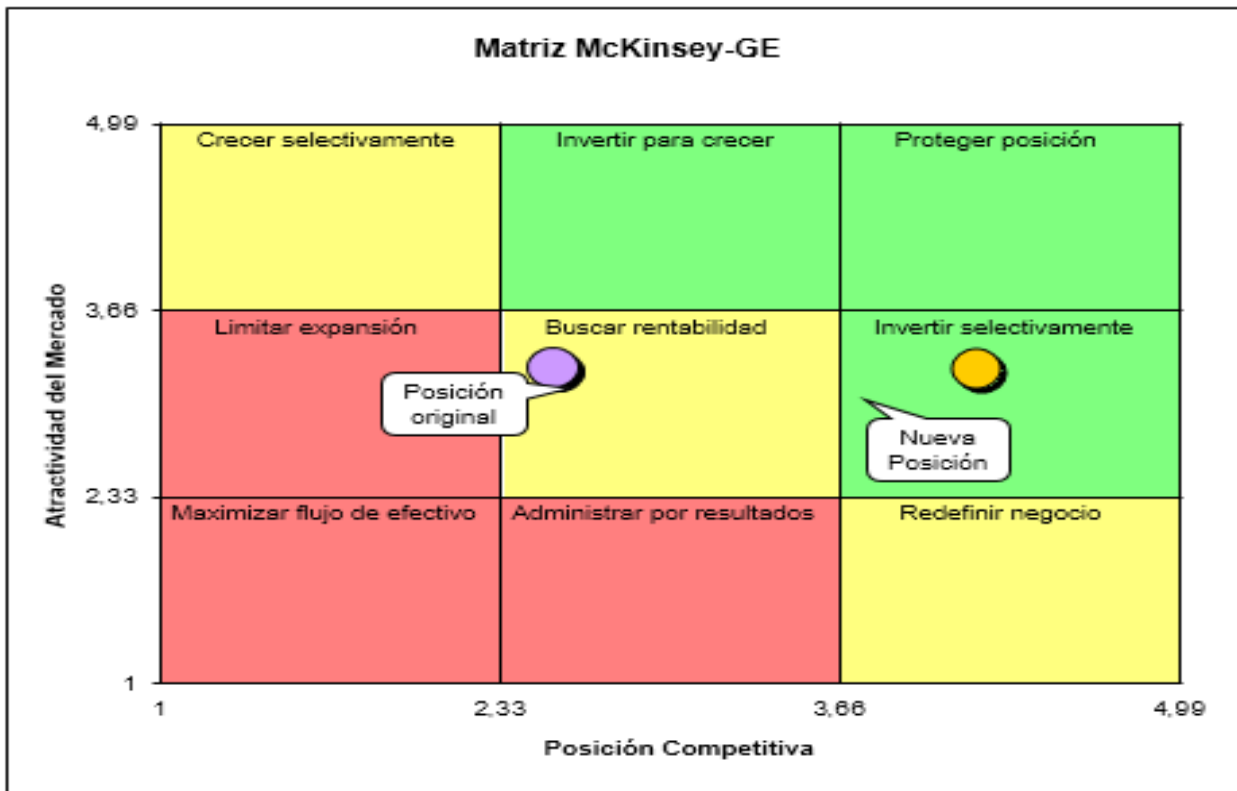 Matriz McKinsey-GE
4,99
Crecer selectivamente
Invertir para crecer
Proteger posición
Atractividad del Mercado
3,66
Limitar expansión
Buscar rentabilidad
Invertir selectivamente
Posición
original
Nueva
Posición
2,33
Maximizar flujo de efectivo
Administrar por resultados
Redefinir negocio
1
1
2,33
3,66
4,99
Posición Competitiva